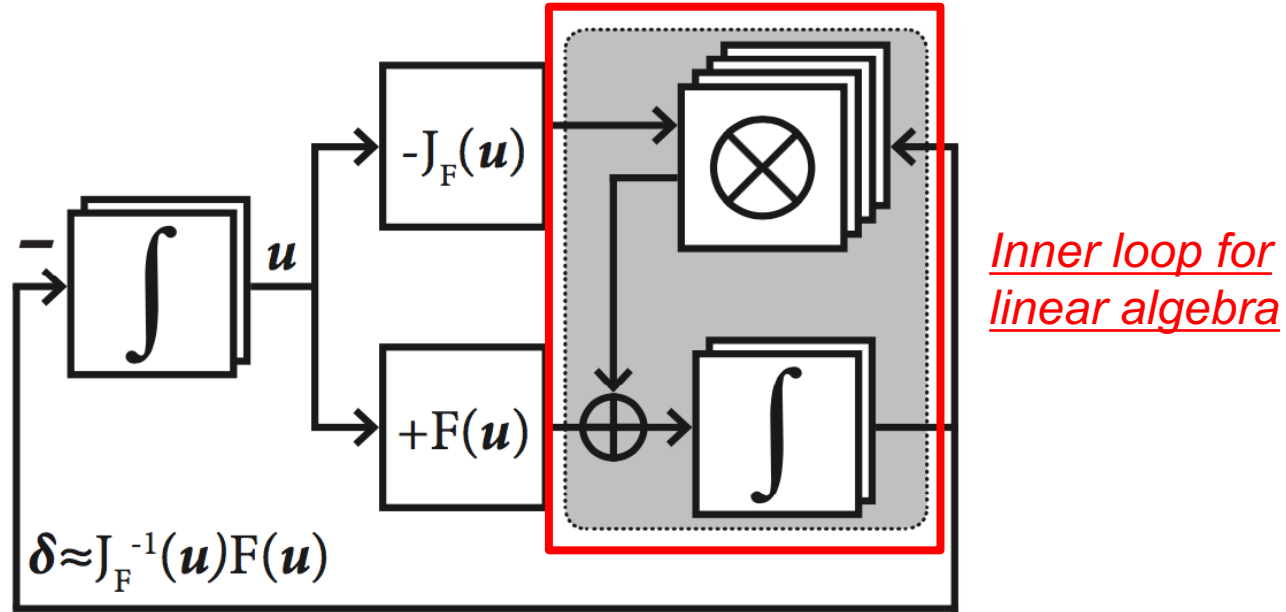 -J_F(u)
∫
−
u
Inner loop for
linear algebra
+F(u)
∫
δ≈J_F^-1(u)F(u)